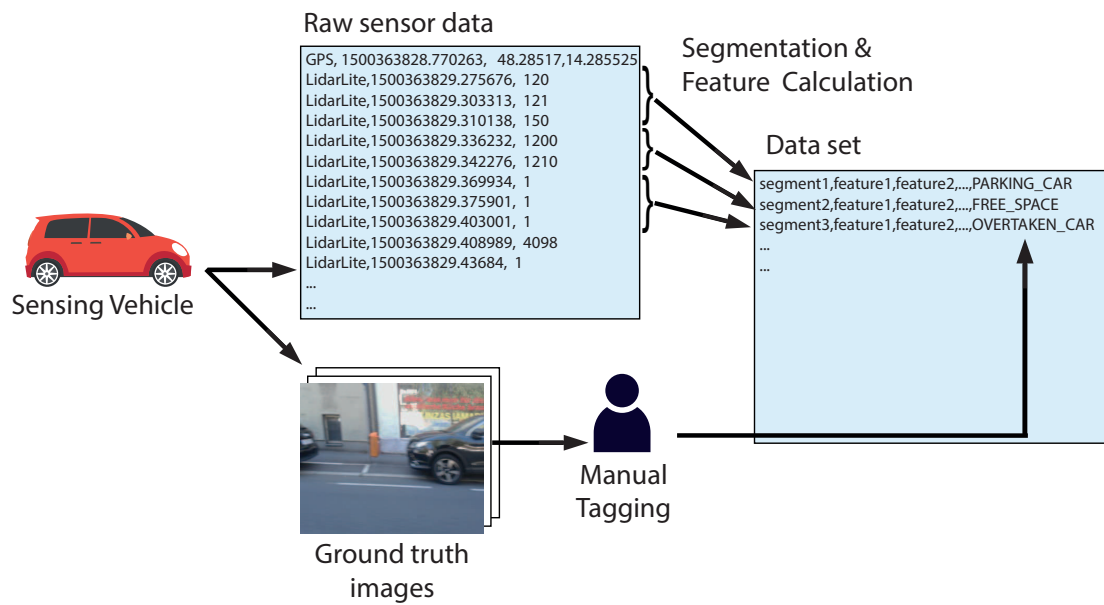 Raw sensor data
GPS, 1500363828.770263, 48.28517,14.285525
LidarLite,1500363829.275676, 120
LidarLite,1500363829.303313, 121
LidarLite,1500363829.310138, 150
LidarLite,1500363829.336232, 1200
LidarLite,1500363829.342276, 1210
LidarLite,1500363829.369934, 1
LidarLite,1500363829.375901, 1
LidarLite,1500363829.403001, 1
LidarLite,1500363829.408989, 4098
LidarLite,1500363829.43684, 1
...
...
Segmentation &
Feature Calculation
Data set
segment1,feature1,feature2,...,PARKING_CAR
segment2,feature1,feature2,...,FREE_SPACE
segment3,feature1,feature2,...,OVERTAKEN_CAR
...
...
Sensing Vehicle
Ground truth
images
Manual
Tagging